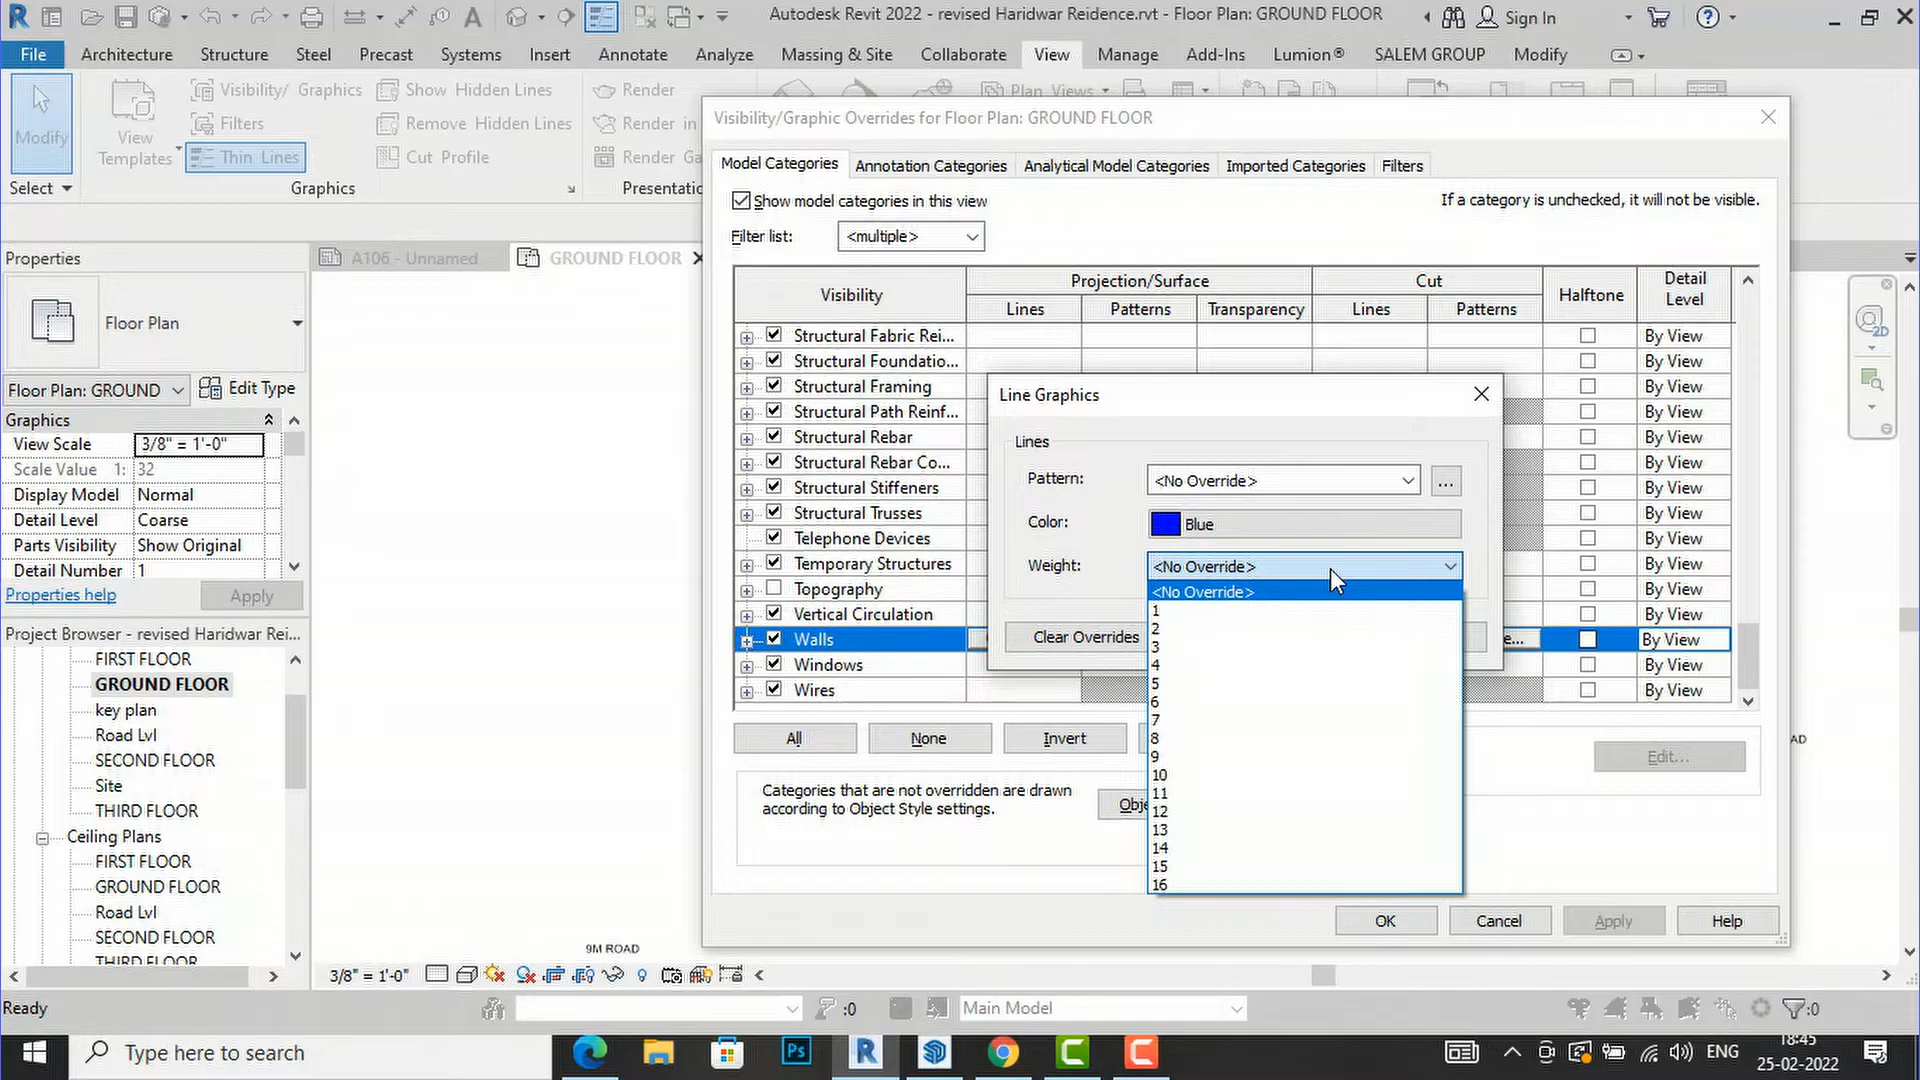 Autodesk Revit 2022 - revised Haridwar Reidence.rvt - Floor Plan: GROUND FLOOR
Sign In
File Architecture Structure Steel Precast Systems Insert Annotate Analyze Massing & Site Collaborate View Manage Add-Ins Lumion® SALEM GROUP Modify
Modify
View
Templates
Visibility/ Graphics
Filters
Thin Lines
Show Hidden Lines
Remove Hidden Lines
Cut Profile
Render
Render in
Render Ga
Plan Views
Select
Graphics
Presentatio
Properties
Floor Plan
Floor Plan: GROUND
Edit Type
Graphics
View Scale 3/8" = 1'-0"
Scale Value 1: 32
Display Model Normal
Detail Level Coarse
Parts Visibility Show Original
Detail Number 1
Properties help
Apply
Project Browser - revised Haridwar Rei...
FIRST FLOOR
GROUND FLOOR
key plan
Road Lvl
SECOND FLOOR
Site
THIRD FLOOR
Ceiling Plans
FIRST FLOOR
GROUND FLOOR
Road Lvl
SECOND FLOOR
THIRD FLOOR
A106 - Unnamed
GROUND FLOOR
2D
Visibility/Graphic Overrides for Floor Plan: GROUND FLOOR
Model Categories Annotation Categories Analytical Model Categories Imported Categories Filters
Show model categories in this view
If a category is unchecked, it will not be visible.
Filter list: <multiple>
Visibility Projection/Surface Cut Halftone Detail Level
Lines Patterns Transparency Lines Patterns
Structural Fabric Rei... By View
Structural Foundatio... By View
Structural Framing By View
Structural Path Reinf... By View
Structural Rebar By View
Structural Rebar Co... By View
Structural Stiffeners By View
Structural Trusses By View
Telephone Devices By View
Temporary Structures By View
Topography By View
Vertical Circulation By View
Walls e... By View
Windows By View
Wires By View
Line Graphics
Lines
Pattern: <No Override> ...
Color: Blue
Weight: <No Override>
<No Override>
1
2
3
4
5
6
7
8
9
10
11
12
13
14
15
16
Clear Overrides
All None Invert
Edit...
Categories that are not overridden are drawn
according to Object Style settings.
Obje
OK Cancel Apply Help
AD
9M ROAD
3/8" = 1'-0"
Ready
:0
Main Model
:0
Type here to search
Ps
ENG
18:45
25-02-2022